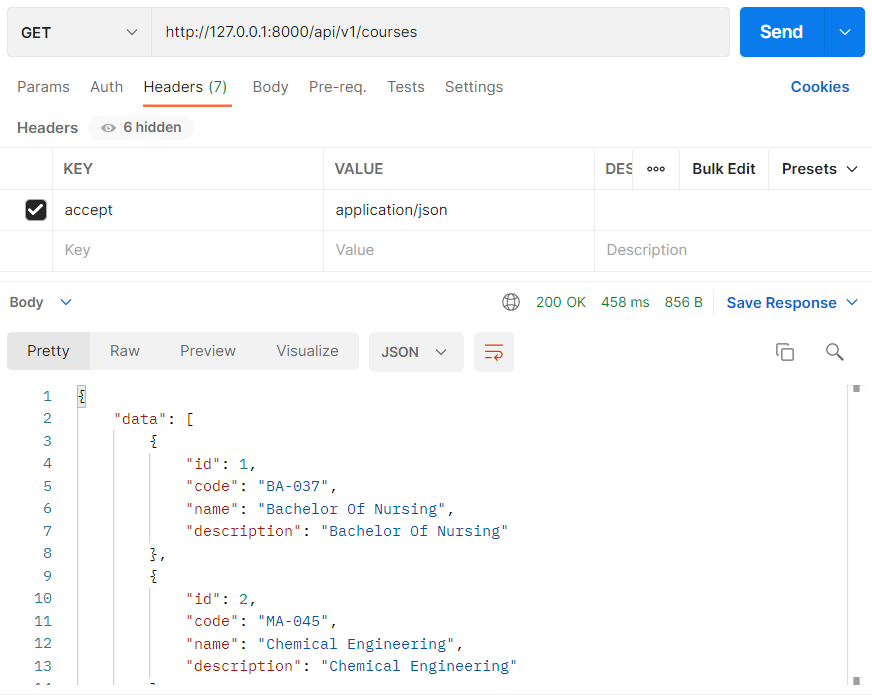 GET http://127.0.0.1:8000/api/v1/courses Send
Params Auth Headers (7) Body Pre-req. Tests Settings Cookies
Headers 6 hidden
KEY VALUE DES ooo Bulk Edit Presets
accept application/json
Key Value Description
Body 200 OK 458 ms 856 B Save Response
Pretty Raw Preview Visualize JSON
1 {
2 "data": [
3 {
4 "id": 1,
5 "code": "BA-037",
6 "name": "Bachelor Of Nursing",
7 "description": "Bachelor Of Nursing"
8 },
9 {
10 "id": 2,
11 "code": "MA-045",
12 "name": "Chemical Engineering",
13 "description": "Chemical Engineering"